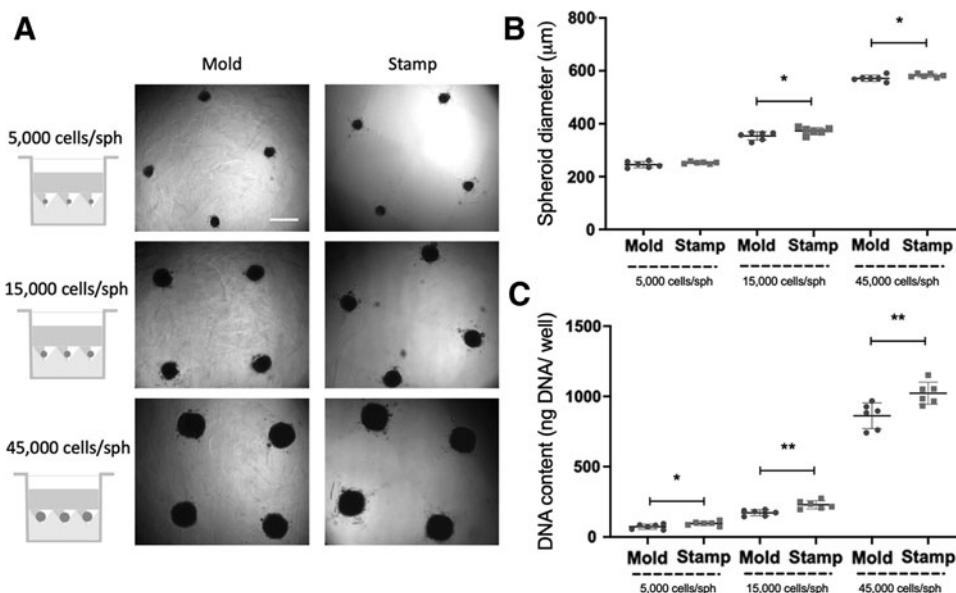 A
Mold
Stamp
5,000 cells/sph
15,000 cells/sph
45,000 cells/sph
B
Spheroid diameter (μm)
800
600
400
200
0
*
*
Mold Stamp Mold Stamp Mold Stamp
5,000 cells/sph 15,000 cells/sph 45,000 cells/sph
C
DNA content (ng DNA/ well)
1500
1000
500
0
*
**
**
Mold Stamp Mold Stamp Mold Stamp
5,000 cells/sph 15,000 cells/sph 45,000 cells/sph